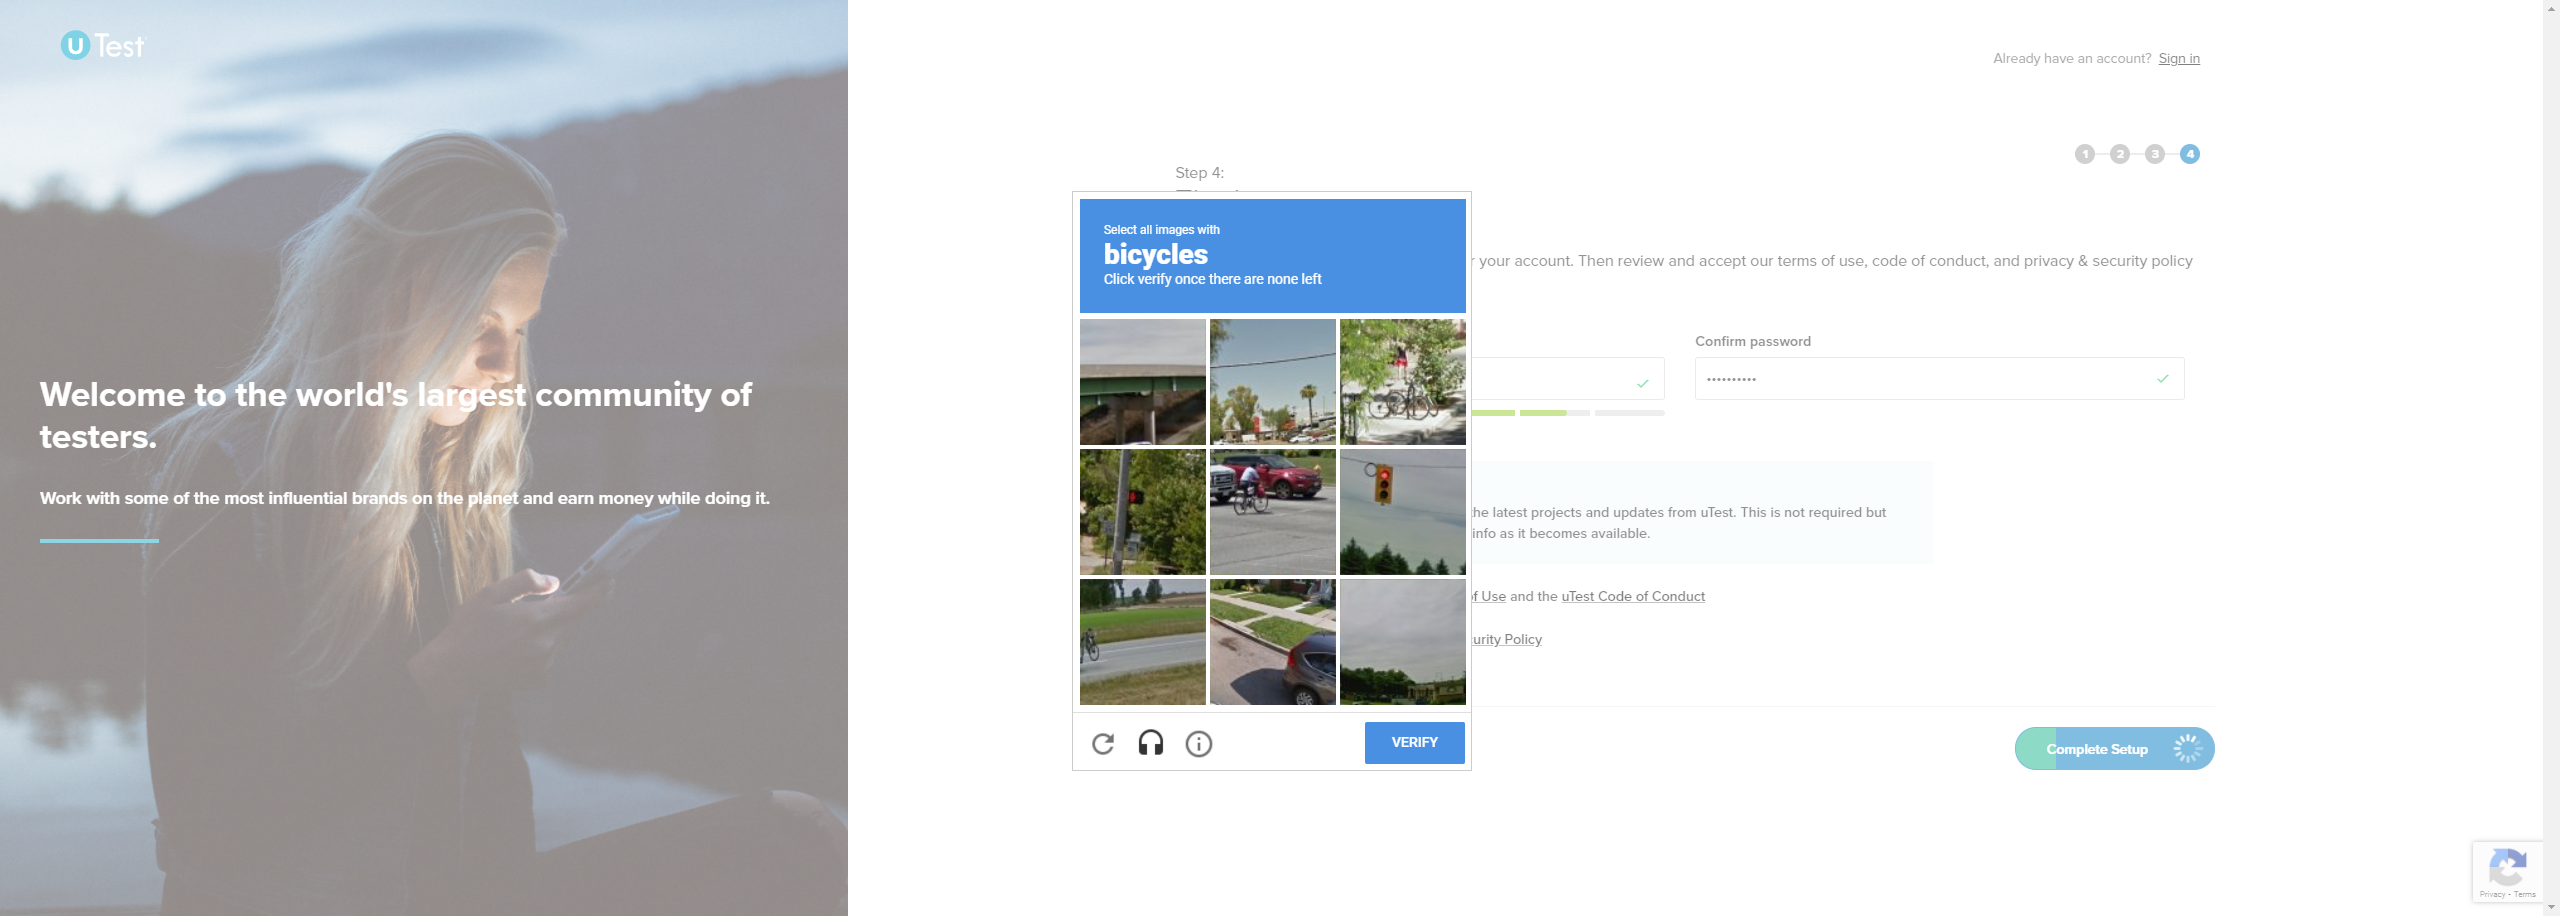 U Test
Welcome to the world's largest community of
testers.
Work with some of the most influential brands on the planet and earn money while doing it.
Already have an account? Sign in
1 2 3 4
Step 4:
Select all images with
bicycles
Click verify once there are none left
your account. Then review and accept our terms of use, code of conduct, and privacy & security policy
Confirm password
••••••••••
the latest projects and updates from uTest. This is not required but
info as it becomes available.
of Use and the uTest Code of Conduct
Policy
VERIFY
Complete Setup
Privacy - Terms